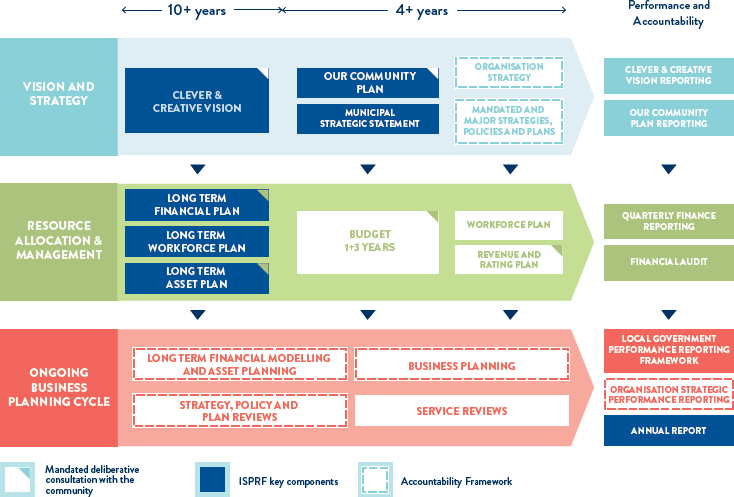 10+ years
4+ years
Performance and
Accountability
VISION AND
STRATEGY
CLEVER &
CREATIVE VISION
OUR COMMUNITY
PLAN
MUNICIPAL
STRATEGIC STATEMENT
ORGANISATION
STRATEGY
MANDATED AND
MAJOR STRATEGIES,
POLICIES AND PLANS
CLEVER & CREATIVE
VISION REPORTING
OUR COMMUNITY
PLAN REPORTING
RESOURCE
ALLOCATION &
MANAGEMENT
LONG TERM
FINANCIAL PLAN
LONG TERM
WORKFORCE PLAN
LONG TERM
ASSET PLAN
BUDGET
1+3 YEARS
WORKFORCE PLAN
REVENUE AND
RATING PLAN
QUARTERLY FINANCE
REPORTING
FINANCIAL AUDIT
ONGOING
BUSINESS
PLANNING CYCLE
LONG TERM FINANCIAL MODELLING
AND ASSET PLANNING
BUSINESS PLANNING
STRATEGY, POLICY AND
PLAN REVIEWS
SERVICE REVIEWS
LOCAL GOVERNMENT
PERFORMANCE REPORTING
FRAMEWORK
ORGANISATION STRATEGIC
PERFORMANCE REPORTING
ANNUAL REPORT
Mandated deliberative
consultation with the
community
ISPRF key components
Accountability Framework